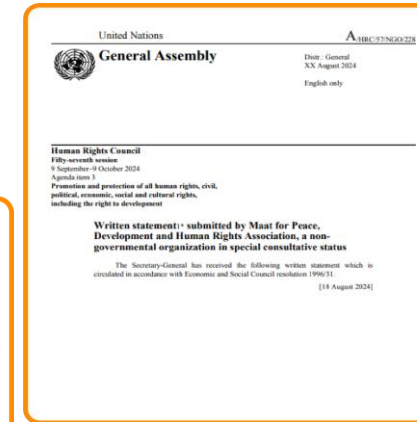 United Nations
A/HRC/57/NGO/228
General Assembly
Distr.: General
XX August 2024
English only
Human Rights Council
Fifty-seventh session
9 September–9 October 2024
Agenda item 3
Promotion and protection of all human rights, civil,
political, economic, social and cultural rights,
including the right to development
Written statement1* submitted by Maat for Peace,
Development and Human Rights Association, a non-
governmental organization in special consultative status
The Secretary-General has received the following written statement which is
circulated in accordance with Economic and Social Council resolution 1996/31.
[18 August 2024]